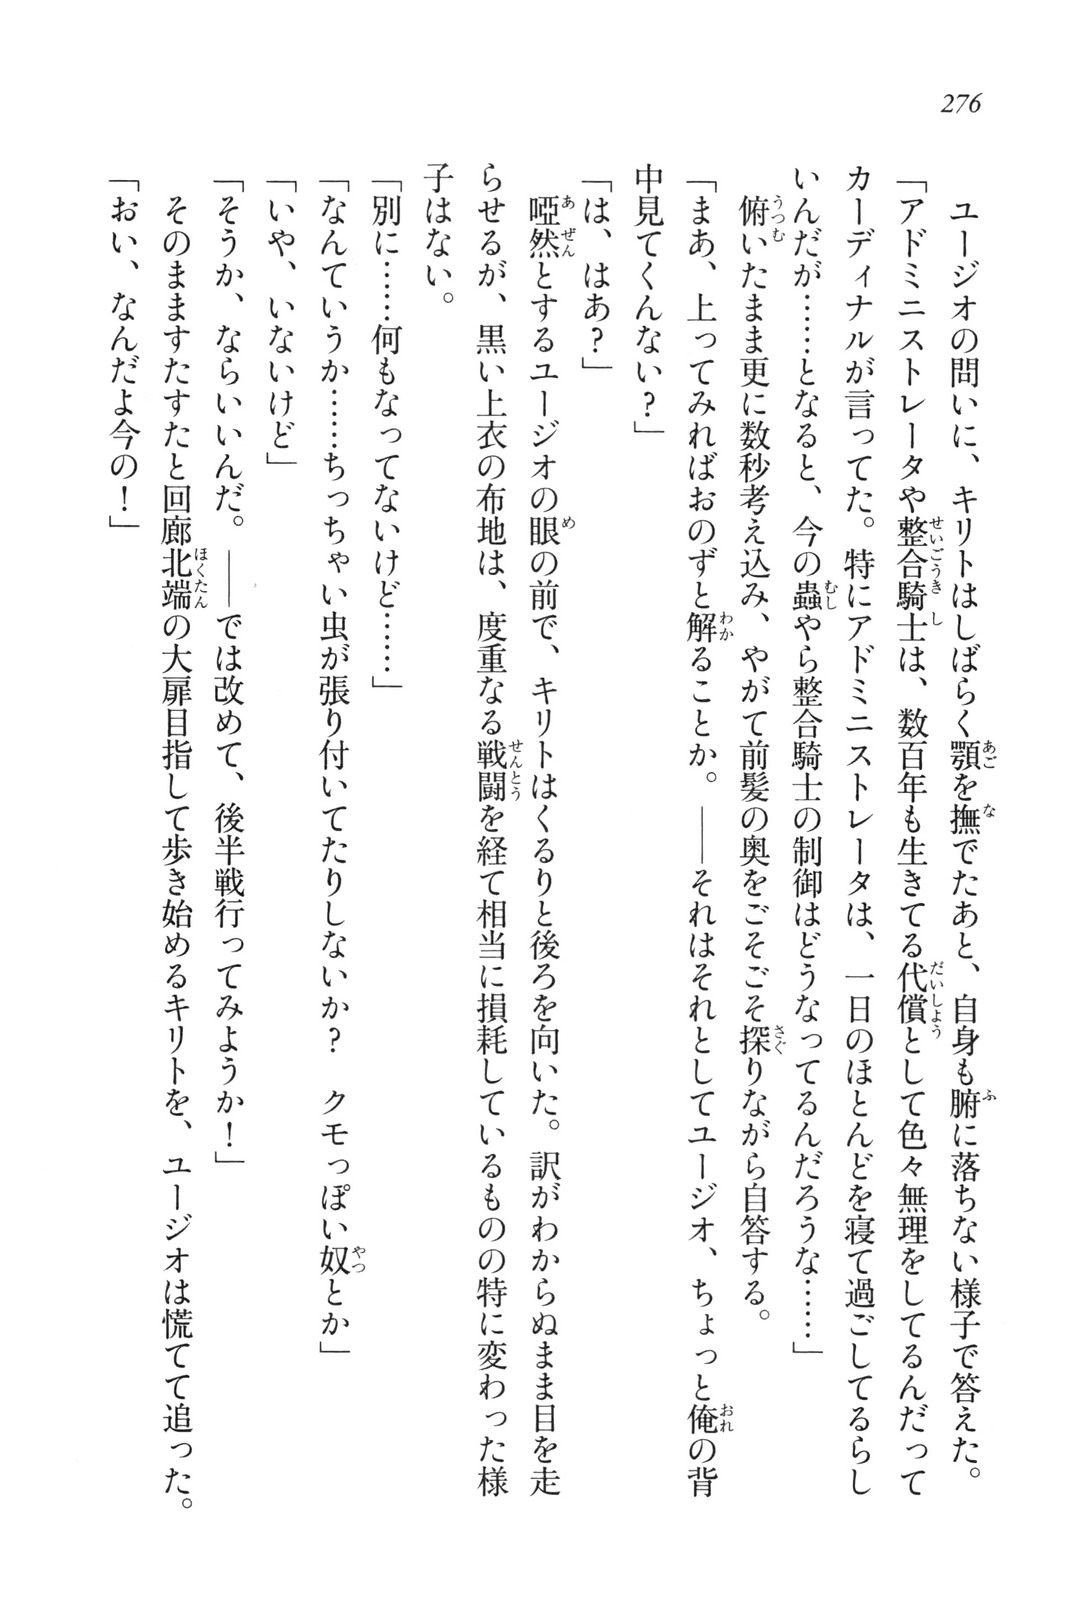 276
　ユージオの問いに、キリトはしばらく顎を撫でたあと、自身も腑に落ちない様子で答えた。
「アドミニストレータや整合騎士は、数百年も生きてる代償として色々無理をしてるんだって
カーディナルが言ってた。特にアドミニストレータは、一日のほとんどを寝て過ごしてるらし
いんだが……となると、今の蟲やら整合騎士の制御はどうなってるんだろうな……」
　俯いたまま更に数秒考え込み、やがて前髪の奥をごそごそ探りながら自答する。
「まあ、上ってみればおのずと解ることか。――それはそれとしてユージオ、ちょっと俺の背
中見てくんない？」
「は、はあ？」
　啞然とするユージオの眼の前で、キリトはくるりと後ろを向いた。訳がわからぬまま目を走
らせるが、黒い上衣の布地は、度重なる戦闘を経て相当に損耗しているものの特に変わった様
子はない。
「別に……何もなってないけど……」
「なんていうか……ちっちゃい虫が張り付いてたりしないか？　クモっぽい奴とか」
「いや、いないけど」
「そうか、ならいいんだ。――では改めて、後半戦行ってみようか！」
　そのまますたすたと回廊北端の大扉目指して歩き始めるキリトを、ユージオは慌てて追った。
「おい、なんだよ今の！」